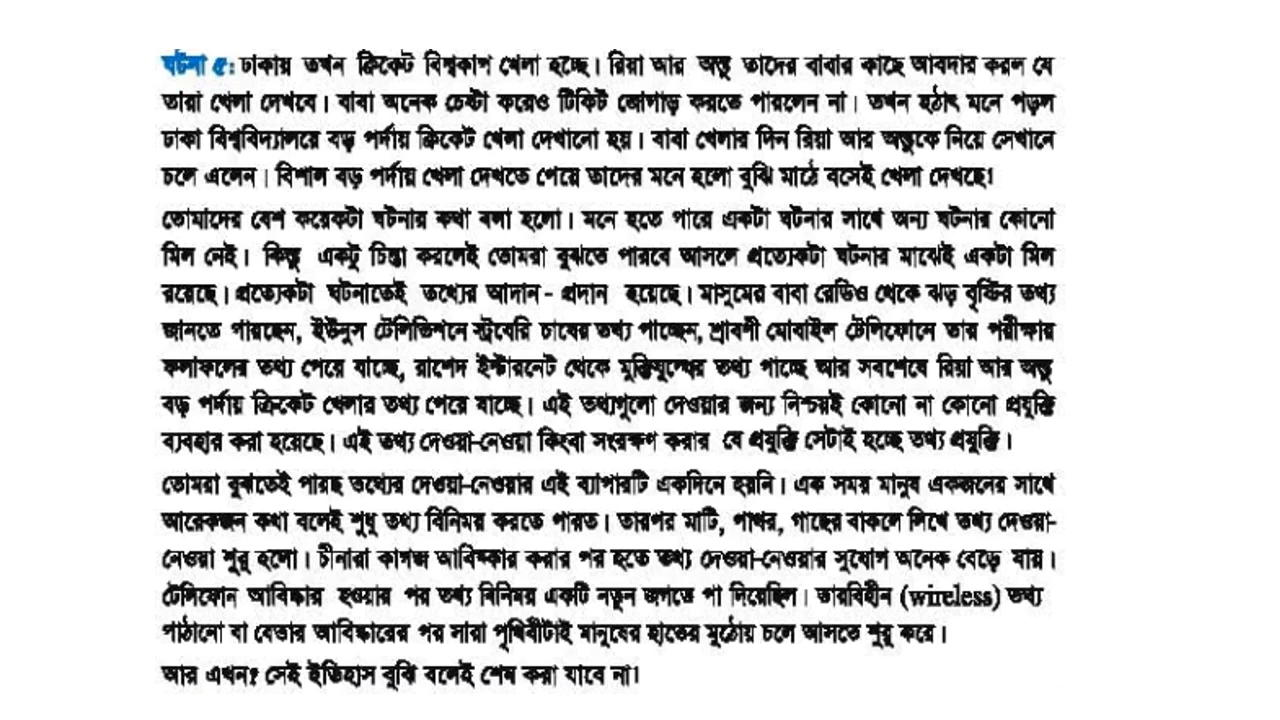 ঘটনা ৫: ঢাকায় তখন ক্রিকেট বিশ্বকাপ খেলা হচ্ছে। রিয়া আর অন্তু তাদের বাবার কাছে আবদার করল যে
তারা খেলা দেখবে। বাবা অনেক চেষ্টা করেও টিকিট জোগাড় করতে পারলেন না। তখন হঠাৎ মনে পড়ল
ঢাকা বিশ্ববিদ্যালয়ে বড় পর্দায় ক্রিকেট খেলা দেখানো হয়। বাবা খেলার দিন রিয়া আর অন্তুকে নিয়ে সেখানে
চলে এলেন। বিশাল বড় পর্দায় খেলা দেখতে পেয়ে তাদের মনে হলো বুঝি মাঠে বসেই খেলা দেখছে!
তোমাদের বেশ কয়েকটা ঘটনার কথা বলা হলো। মনে হতে পারে একটা ঘটনার সাথে অন্য ঘটনার কোনো
মিল নেই। কিন্তু একটু চিন্তা করলেই তোমরা বুঝতে পারবে আসলে প্রত্যেকটা ঘটনার মাঝেই একটা মিল
রয়েছে। প্রত্যেকটা ঘটনাতেই তথ্যের আদান- প্রদান হয়েছে। মাসুমের বাবা রেডিও থেকে ঝড় বৃষ্টির তথ্য
জানতে পারছেন, ইউনুস টেলিভিশনে স্ট্রবেরি চাষের তথ্য পাচ্ছেন, শ্রাবণী মোবাইল টেলিফোনে তার পরীক্ষার
ফলাফলের তথ্য পেয়ে যাচ্ছে, রাশেদ ইন্টারনেট থেকে মুক্তিযুদ্ধের তথ্য পাচ্ছে আর সবশেষে রিয়া আর অন্তু
বড় পর্দায় ক্রিকেট খেলার তথ্য পেয়ে যাচ্ছে। এই তথ্যগুলো দেওয়ার জন্য নিশ্চয়ই কোনো না কোনো প্রযুক্তি
ব্যবহার করা হয়েছে। এই তথ্য দেওয়া-নেওয়া কিংবা সংরক্ষণ করার যে প্রযুক্তি সেটাই হচ্ছে তথ্য প্রযুক্তি।
তোমরা বুঝতেই পারছ তথ্যের দেওয়া-নেওয়ার এই ব্যাপারটি একদিনে হয়নি। এক সময় মানুষ একজনের সাথে
আরেকজন কথা বলেই শুধু তথ্য বিনিময় করতে পারত। তারপর মাটি, পাথর, গাছের বাকলে লিখে তথ্য দেওয়া-
নেওয়া শুরু হলো। চীনারা কাগজ আবিষ্কার করার পর হতে তথ্য দেওয়া-নেওয়ার সুযোগ অনেক বেড়ে যায়।
টেলিফোন আবিষ্কার হওয়ার পর তথ্য বিনিময় একটি নতুন জগতে পা দিয়েছিল। তারবিহীন (wireless) তথ্য
পাঠানো বা বেতার আবিষ্কারের পর সারা পৃথিবীটাই মানুষের হাতের মুঠোয় চলে আসতে শুরু করে।
আর এখন? সেই ইতিহাস বুঝি বলেই শেষ করা যাবে না!